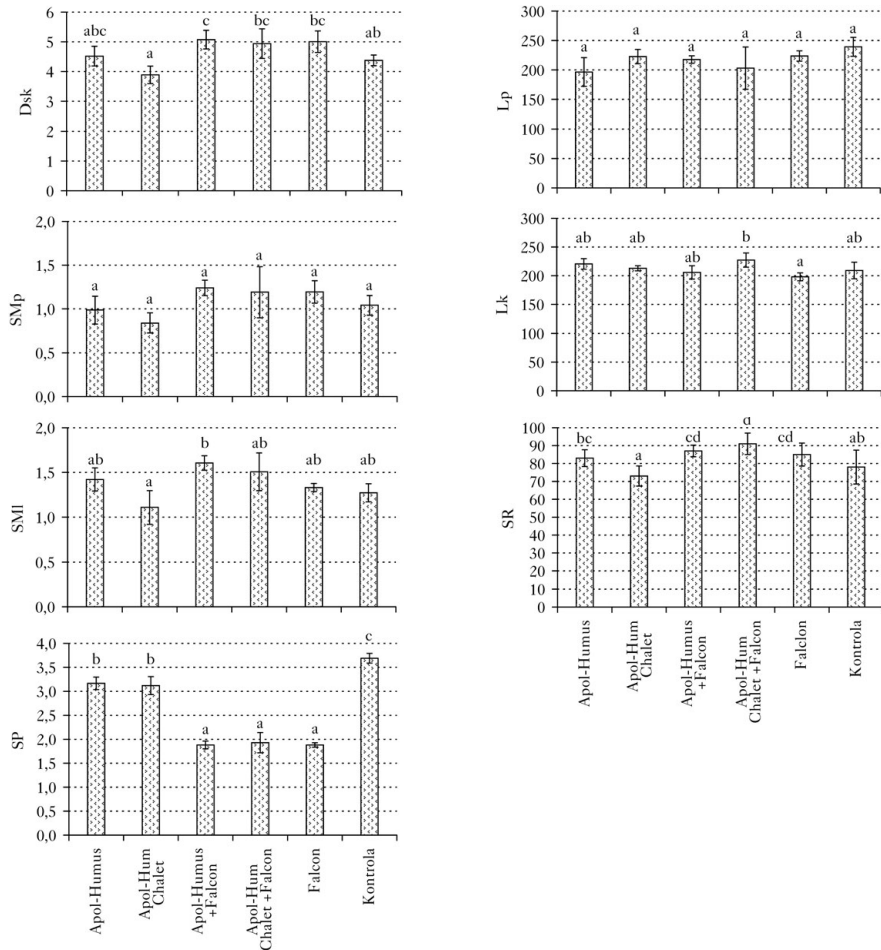 6
5
4
3
2
1
0
Dsk
abc
a
c
bc
bc
ab
2,0
1,5
1,0
0,5
0,0
SMp
a
a
a
a
a
a
2,0
1,5
1,0
0,5
0,0
SMl
ab
a
b
ab
ab
ab
4,0
3,5
3,0
2,5
2,0
1,5
1,0
0,5
0,0
SP
b
b
a
a
a
c
Apol-Humus
Apol-Hum
Chalet
Apol-Humus
+Falcon
Apol-Hum
Chalet +Falcon
Falcon
Kontrola
300
250
200
150
100
50
0
Lp
a
a
a
a
a
a
300
250
200
150
100
50
0
Lk
ab
ab
ab
b
a
ab
100
90
80
70
60
50
40
30
20
10
0
SR
bc
a
cd
d
cd
ab
Apol-Humus
Apol-Hum
Chalet
Apol-Humus
+Falcon
Apol-Hum
Chalet +Falcon
Falclon
Kontrola